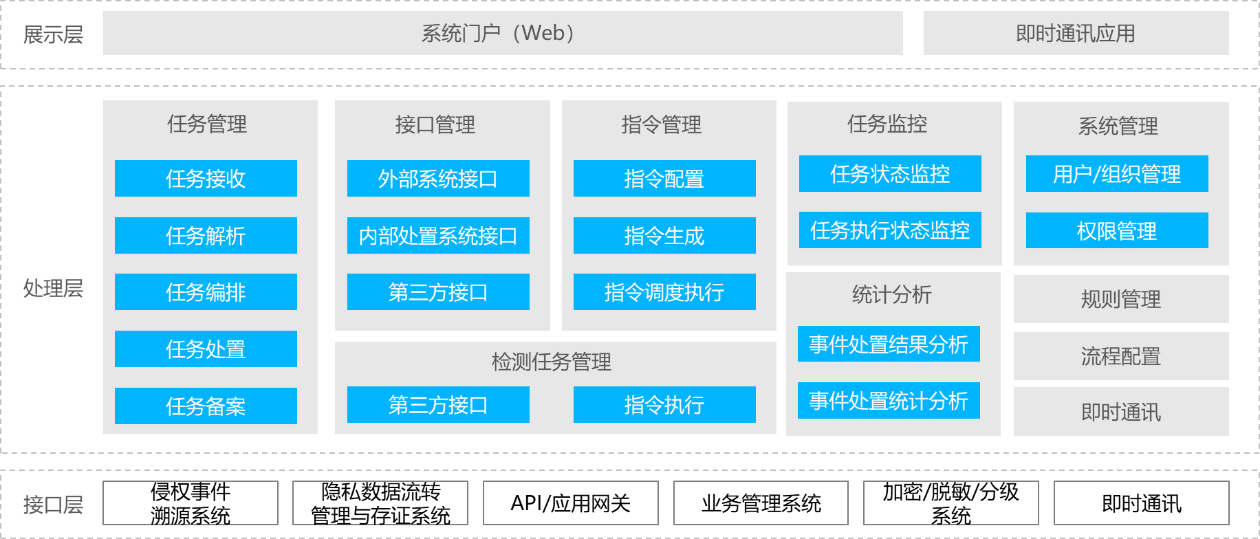 展示层
系统门户（Web）
即时通讯应用
处理层
任务管理
任务接收
任务解析
任务编排
任务处置
任务备案
接口管理
外部系统接口
内部处置系统接口
第三方接口
指令管理
指令配置
指令生成
指令调度执行
检测任务管理
第三方接口
指令执行
任务监控
任务状态监控
任务执行状态监控
统计分析
事件处置结果分析
事件处置统计分析
系统管理
用户/组织管理
权限管理
规则管理
流程配置
即时通讯
接口层
侵权事件
溯源系统
隐私数据流转
管理与存证系统
API/应用网关
业务管理系统
加密/脱敏/分级
系统
即时通讯